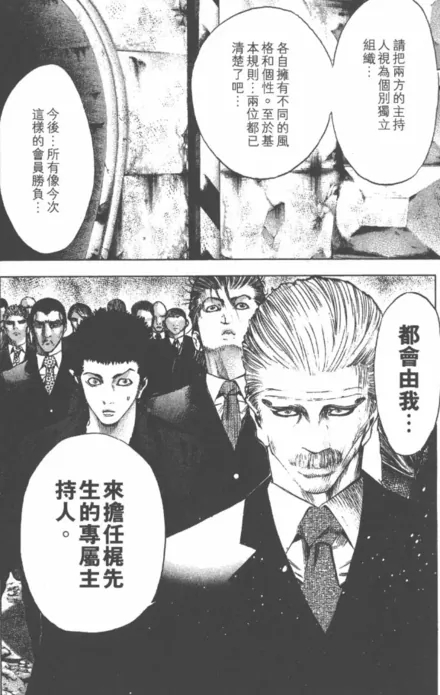 請把兩方的主持
人視為個別獨立
組織…
各自擁有不同的風
格和個性。至於基
本規則…兩位都已
清楚了吧…
今後…所有像今次
這樣的會員勝負…
都會由我…
來擔任梶先
生的專屬主
持人。